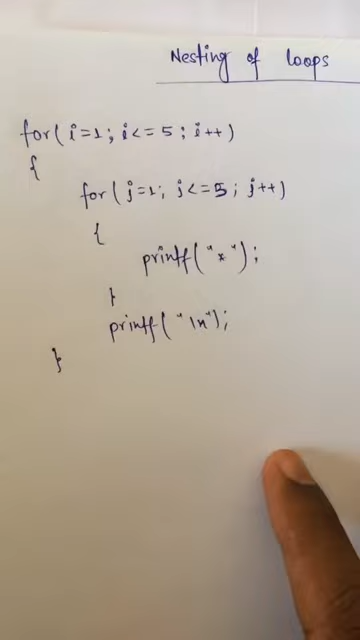 Nesting of loops
for(i=1; i<=5; i++)
{
for(j=1; j<=5; j++)
{
printf("*");
}
printf("\n");
}